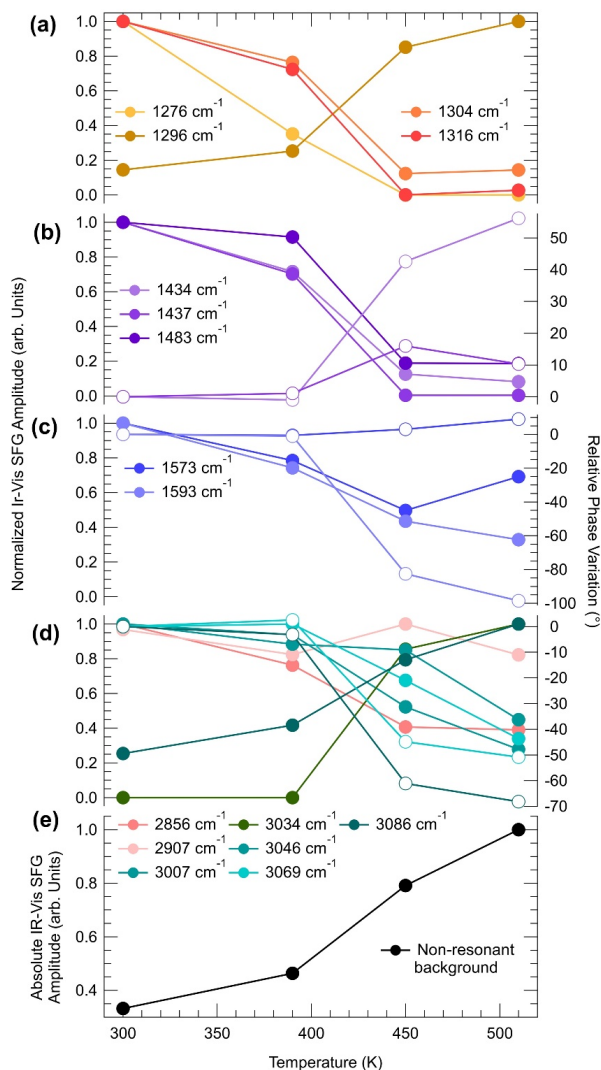 (a)
1.0
0.8
0.6
0.4
0.2
0.0
1276 cm⁻¹
1296 cm⁻¹
1304 cm⁻¹
1316 cm⁻¹
(b)
1.0
0.8
0.6
0.4
0.2
0.0
1434 cm⁻¹
1437 cm⁻¹
1483 cm⁻¹
50
40
30
20
10
0
Normalized Ir-Vis SFG Amplitude (arb. Units)
Relative Phase Variation (°)
(c)
1.0
0.8
0.6
0.4
0.2
0.0
1573 cm⁻¹
1593 cm⁻¹
0
-20
-40
-60
-80
-100
(d)
1.0
0.8
0.6
0.4
0.2
0.0
0
-10
-20
-30
-40
-50
-60
-70
(e)
2856 cm⁻¹
2907 cm⁻¹
3007 cm⁻¹
3034 cm⁻¹
3046 cm⁻¹
3069 cm⁻¹
3086 cm⁻¹
1.0
0.8
0.6
0.4
Absolute IR-Vis SFG
Amplitude (arb. Units)
Non-resonant
background
300
350
400
450
500
Temperature (K)